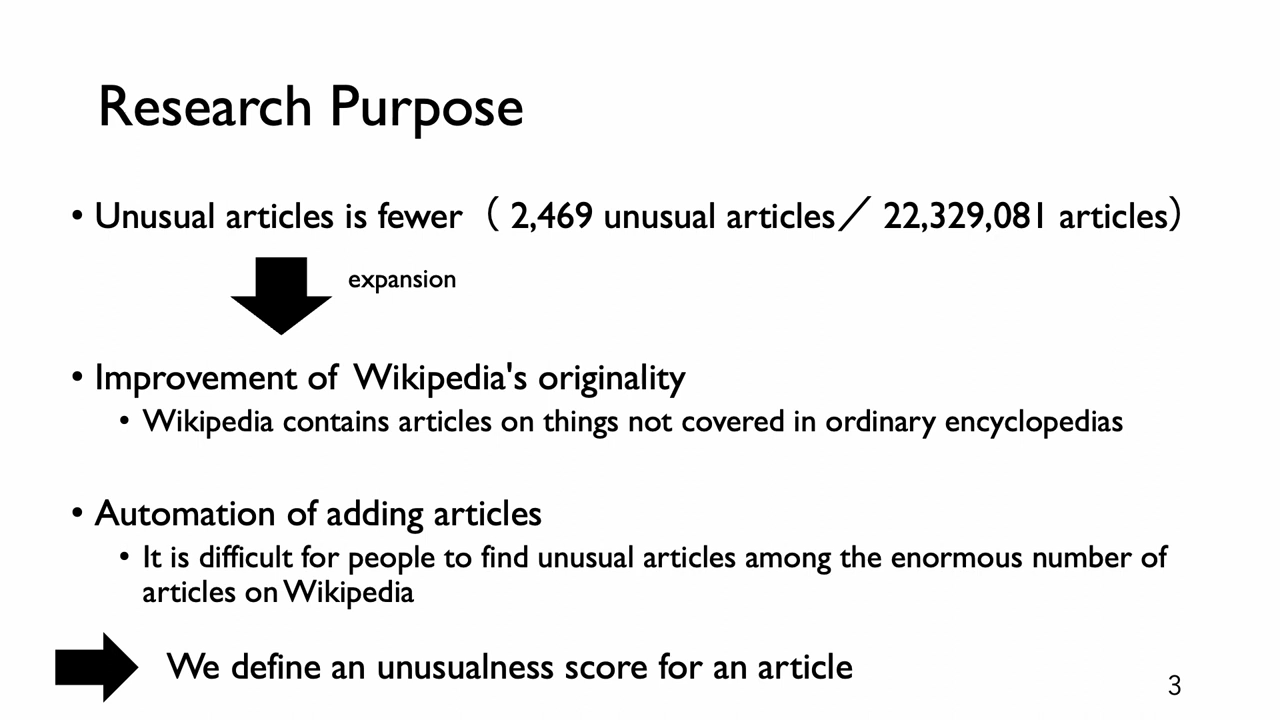 Research Purpose
• Unusual articles is fewer（ 2,469 unusual articles／ 22,329,081 articles）
expansion
• Improvement of Wikipedia's originality
• Wikipedia contains articles on things not covered in ordinary encyclopedias
• Automation of adding articles
• It is difficult for people to find unusual articles among the enormous number of
articles on Wikipedia
We define an unusualness score for an article
3